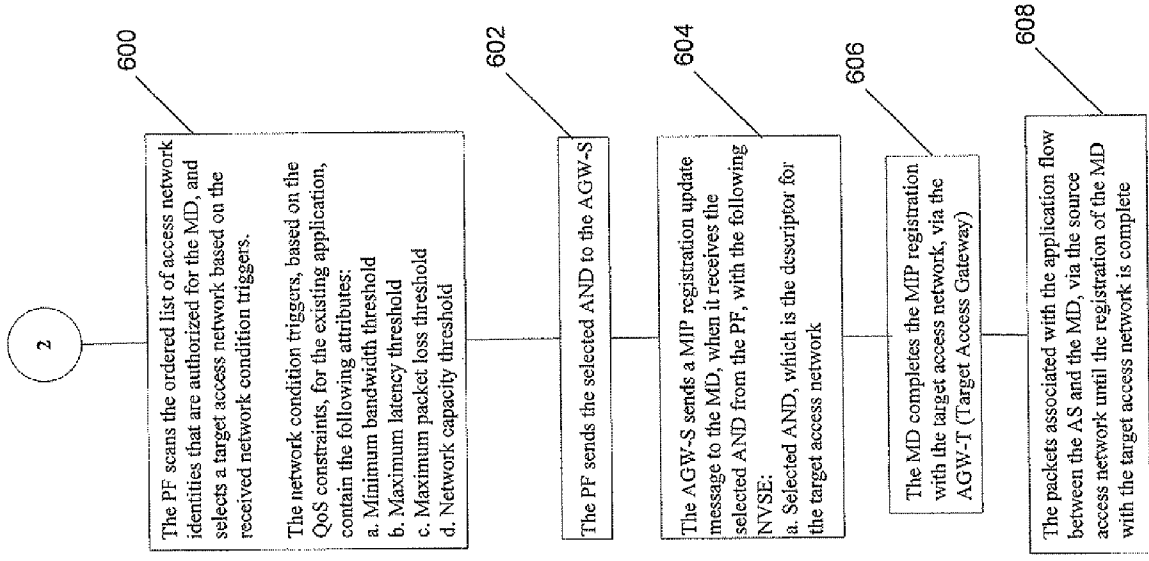 2
600
The PF scans the ordered list of access network
identities that are authorized for the MD, and
selects a target access network based on the
received network condition triggers.
The network condition triggers, based on the
QoS constraints, for the existing application,
contain the following attributes:
a. Minimum bandwidth threshold
b. Maximum latency threshold
c. Maximum packet loss threshold
d. Network capacity threshold
602
The PF sends the selected AND to the AGW-S
604
The AGW-S sends a MIP registration update
message to the MD, when it receives the
selected AND from the PF, with the following
NVSE:
a. Selected AND, which is the descriptor for
the target access network
606
The MD completes the MIP registration
with the target access network, via the
AGW-T (Target Access Gateway)
608
The packets associated with the application flow
between the AS and the MD, via the source
access network until the registration of the MD
with the target access network is complete